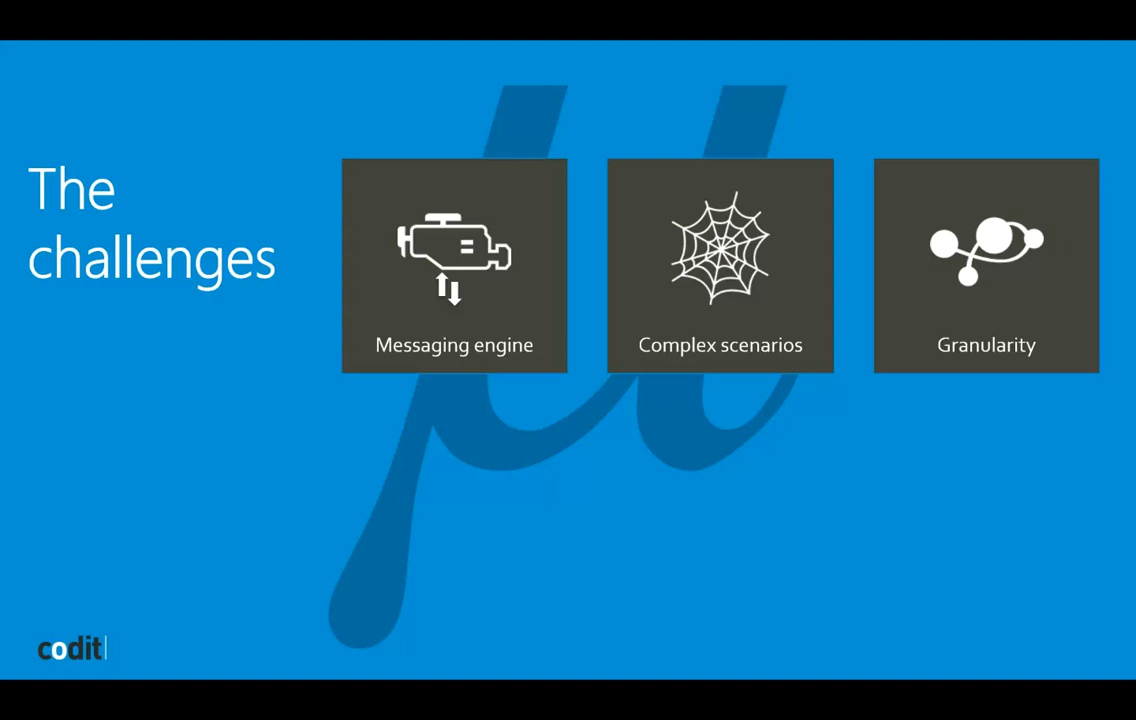 The
challenges
Messaging engine
Complex scenarios
Granularity
μ
codit